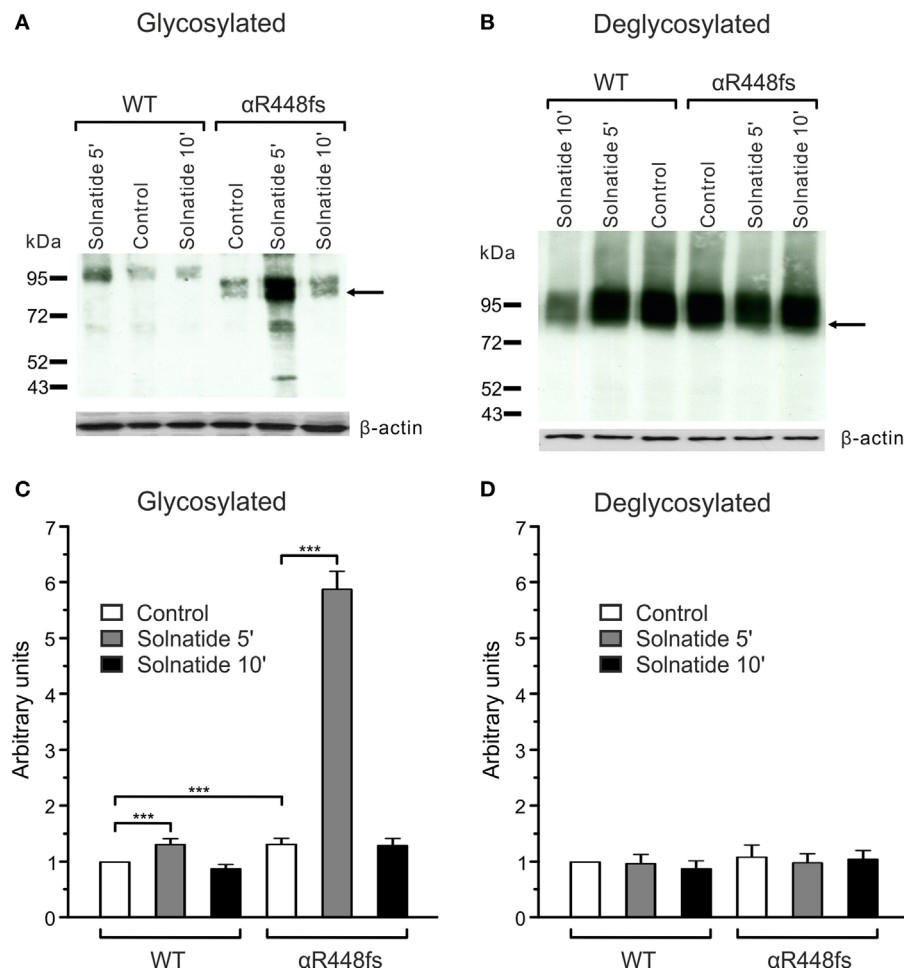 A
Glycosylated
WT
αR448fs
Solnatide 5'
Control
Solnatide 10'
Control
Solnatide 5'
Solnatide 10'
kDa
95
72
52
43
β-actin
B
Deglycosylated
WT
αR448fs
Solnatide 10'
Solnatide 5'
Control
Control
Solnatide 5'
Solnatide 10'
kDa
95
72
52
43
β-actin
C
Glycosylated
Arbitrary units
7
6
5
4
3
2
1
0
Control
Solnatide 5'
Solnatide 10'
***
***
***
WT
αR448fs
D
Deglycosylated
Arbitrary units
7
6
5
4
3
2
1
0
Control
Solnatide 5'
Solnatide 10'
WT
αR448fs